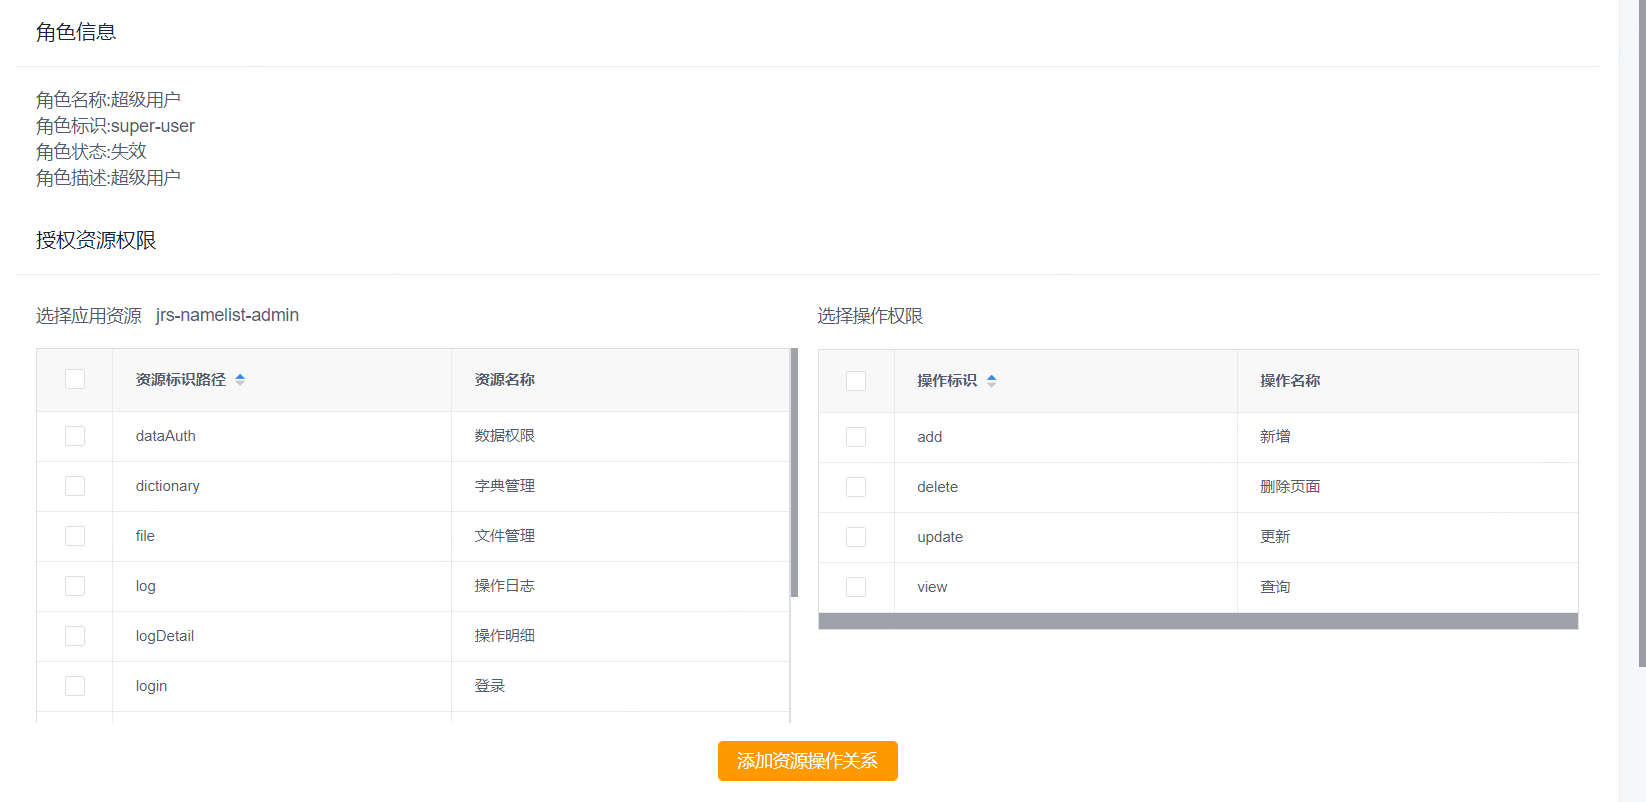 角色信息
角色名称:超级用户
角色标识:super-user
角色状态:失效
角色描述:超级用户
授权资源权限
选择应用资源 jrs-namelist-admin
资源标识路径 资源名称
dataAuth 数据权限
dictionary 字典管理
file 文件管理
log 操作日志
logDetail 操作明细
login 登录
选择操作权限
操作标识 操作名称
add 新增
delete 删除页面
update 更新
view 查询
添加资源操作关系